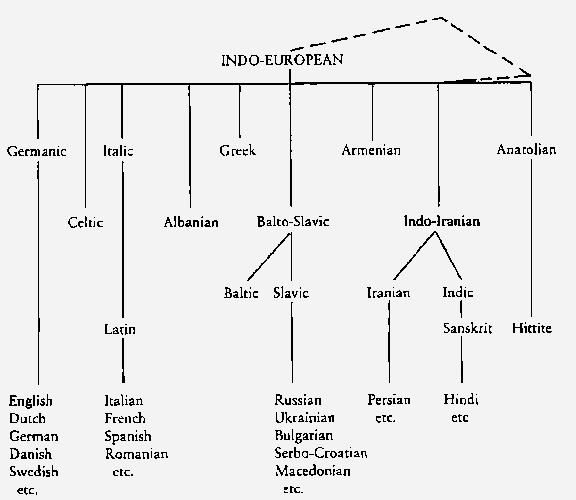 INDO-EUROPEAN
Germanic Italic Greek Armenian Anatolian
Celtic Albanian Balto-Slavic Indo-Iranian
Baltic Slavic Iranian Indic
Latin Sanskrit Hittite
English Italian Russian Persian Hindi
Dutch French Ukrainian etc. etc
German Spanish Bulgarian
Danish Romanian Serbo-Croatian
Swedish etc. Macedonian
etc. etc.